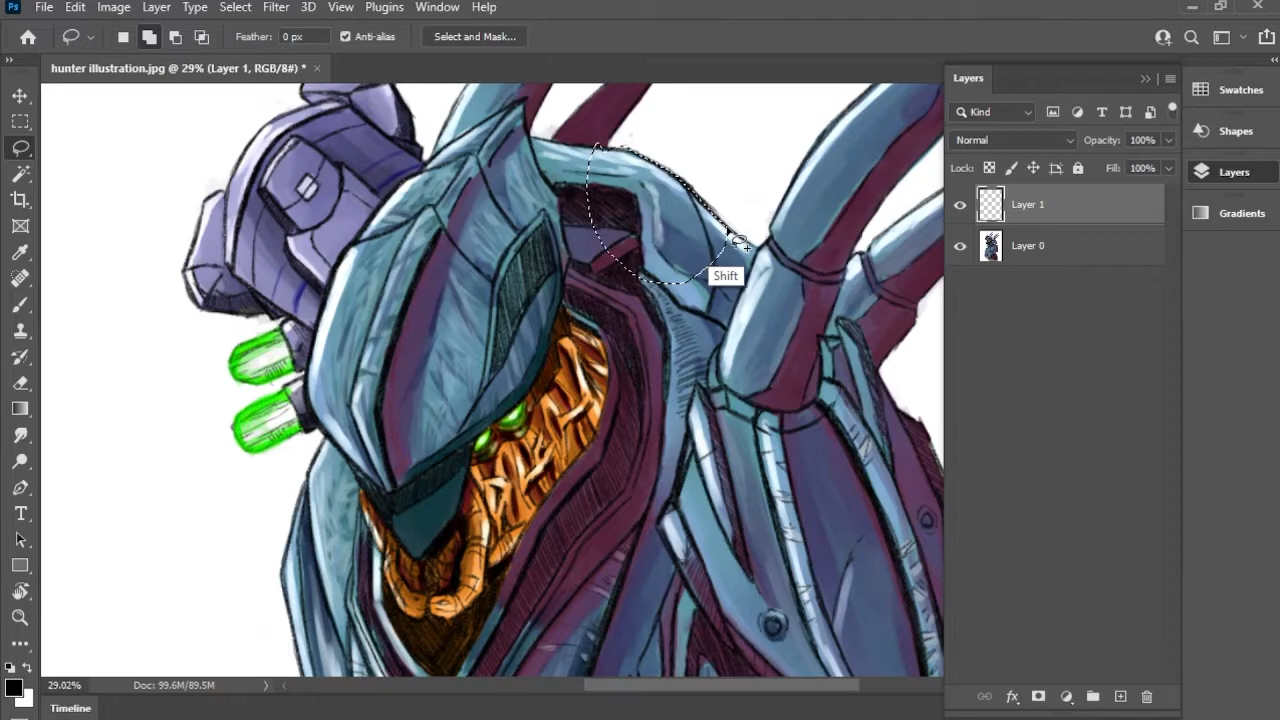 Ps File Edit Image Layer Type Select Filter 3D View Plugins Window Help
Feather: 0 px Anti-alias Select and Mask...
hunter illustration.jpg @ 29% (Layer 1, RGB/8#) * ×
Layers
Kind
Normal Opacity: 100%
Lock: Fill: 100%
Layer 1
Layer 0
Swatches
Shapes
Layers
Gradients
Shift
29.02% Doc: 99.6M/89.5M
Timeline